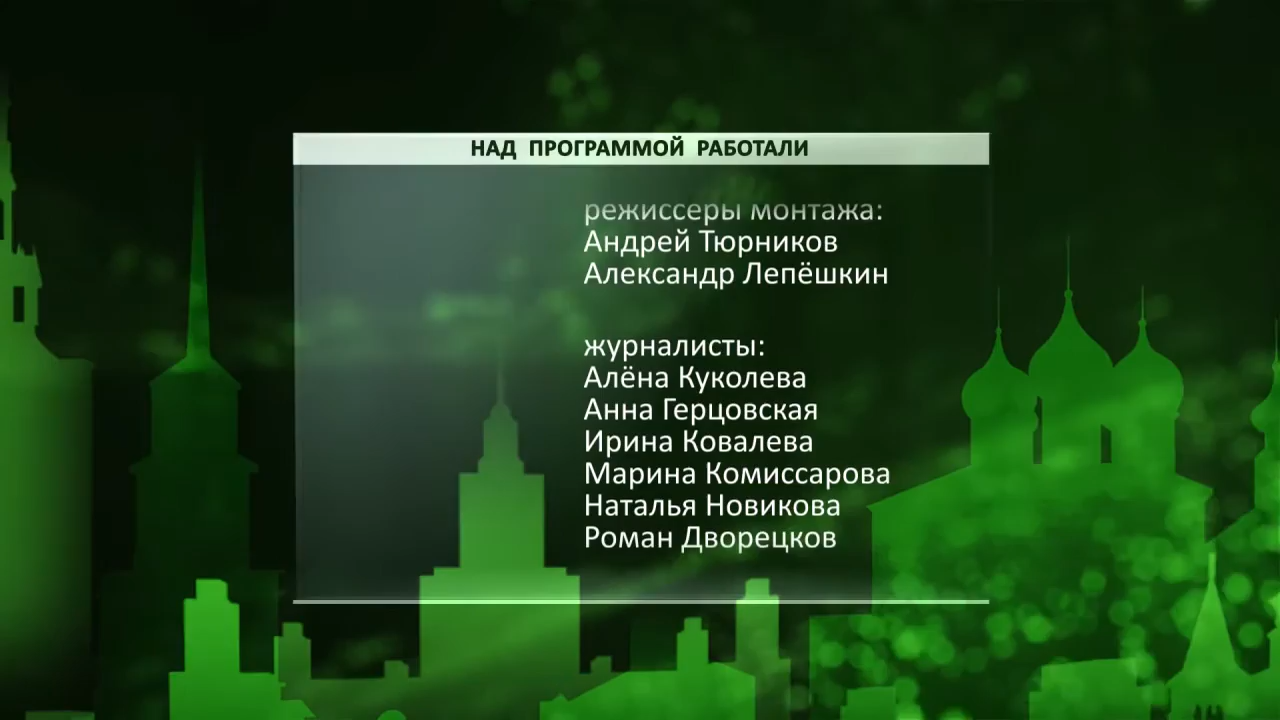 НАД ПРОГРАММОЙ РАБОТАЛИ
режиссеры монтажа:
Андрей Тюрников
Александр Лепёшкин
журналисты:
Алёна Куколева
Анна Герцовская
Ирина Ковалева
Марина Комиссарова
Наталья Новикова
Роман Дворецков